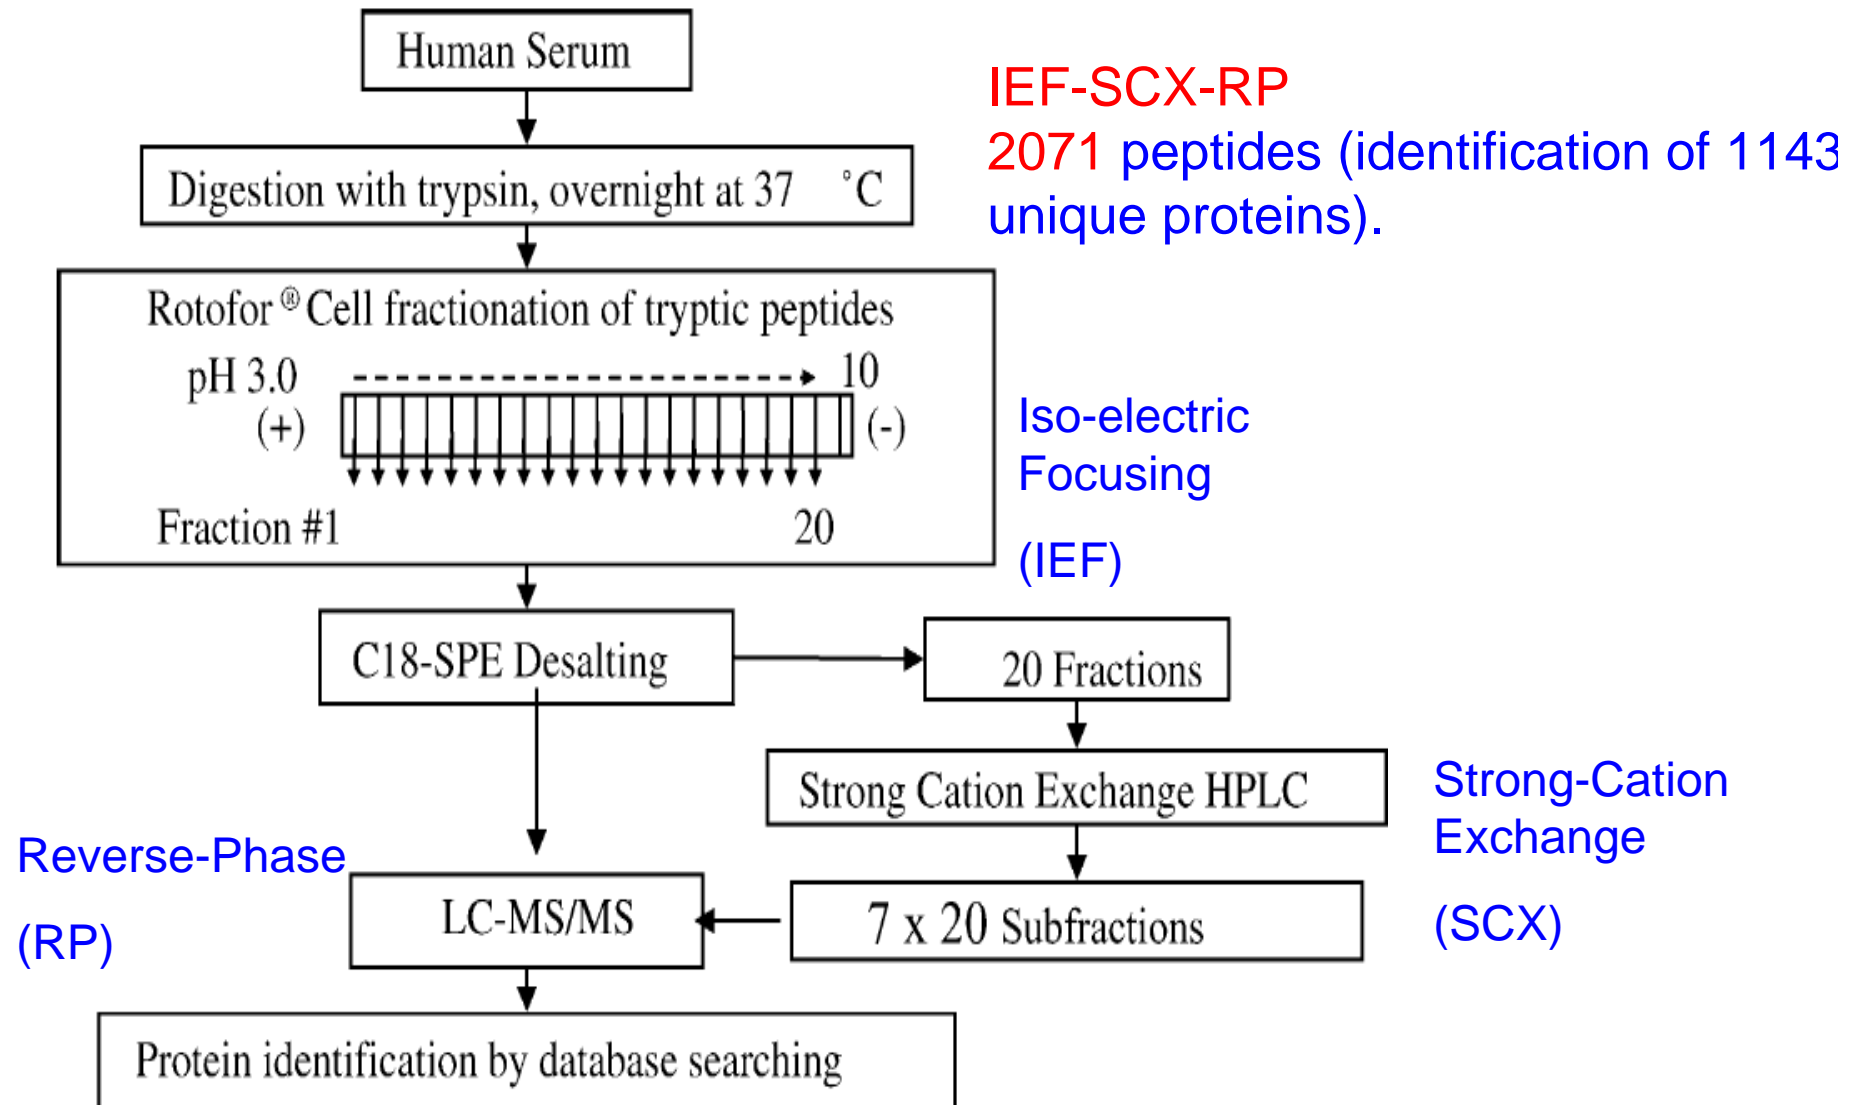 Human Serum
IEF-SCX-RP
2071 peptides (identification of 1143
unique proteins).
Digestion with trypsin, overnight at 37 °C
Rotofor ® Cell fractionation of tryptic peptides
pH 3.0 10
(+) (-)
Fraction #1 20
Iso-electric
Focusing
(IEF)
C18-SPE Desalting
20 Fractions
Strong Cation Exchange HPLC
Strong-Cation
Exchange
(SCX)
Reverse-Phase
(RP)
LC-MS/MS
7 x 20 Subfractions
Protein identification by database searching